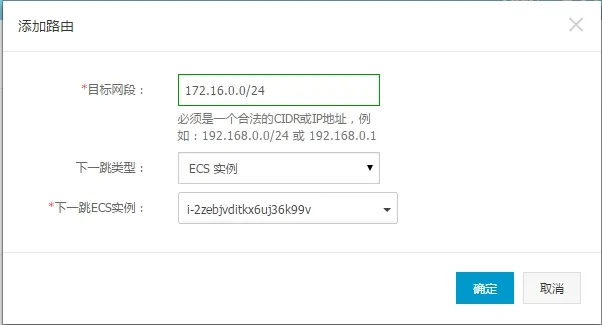 添加路由
*目标网段：
172.16.0.0/24
必须是一个合法的CIDR或IP地址，例
如：192.168.0.0/24 或 192.168.0.1
下一跳类型：
ECS 实例
*下一跳ECS实例：
i-2zebjvditkx6uj36k99v
确定
取消